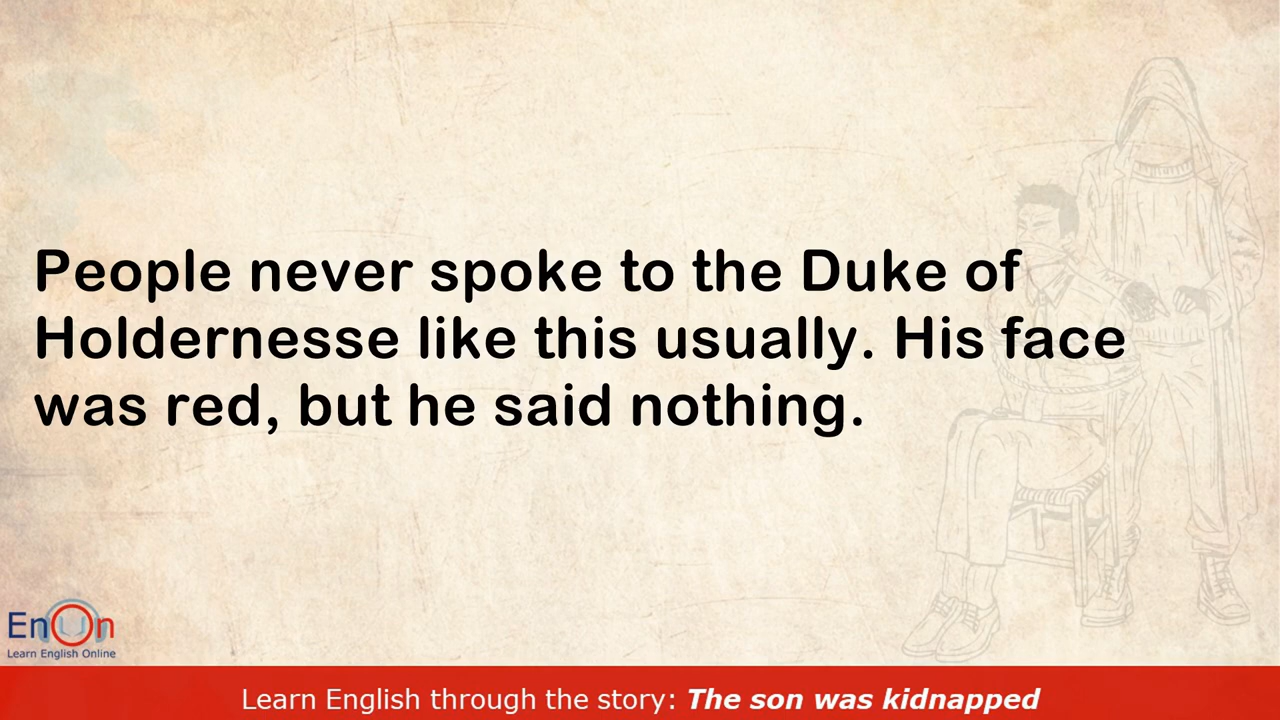 People never spoke to the Duke of
Holdernesse like this usually. His face
was red, but he said nothing.
EnOn
Learn English Online
Learn English through the story: The son was kidnapped